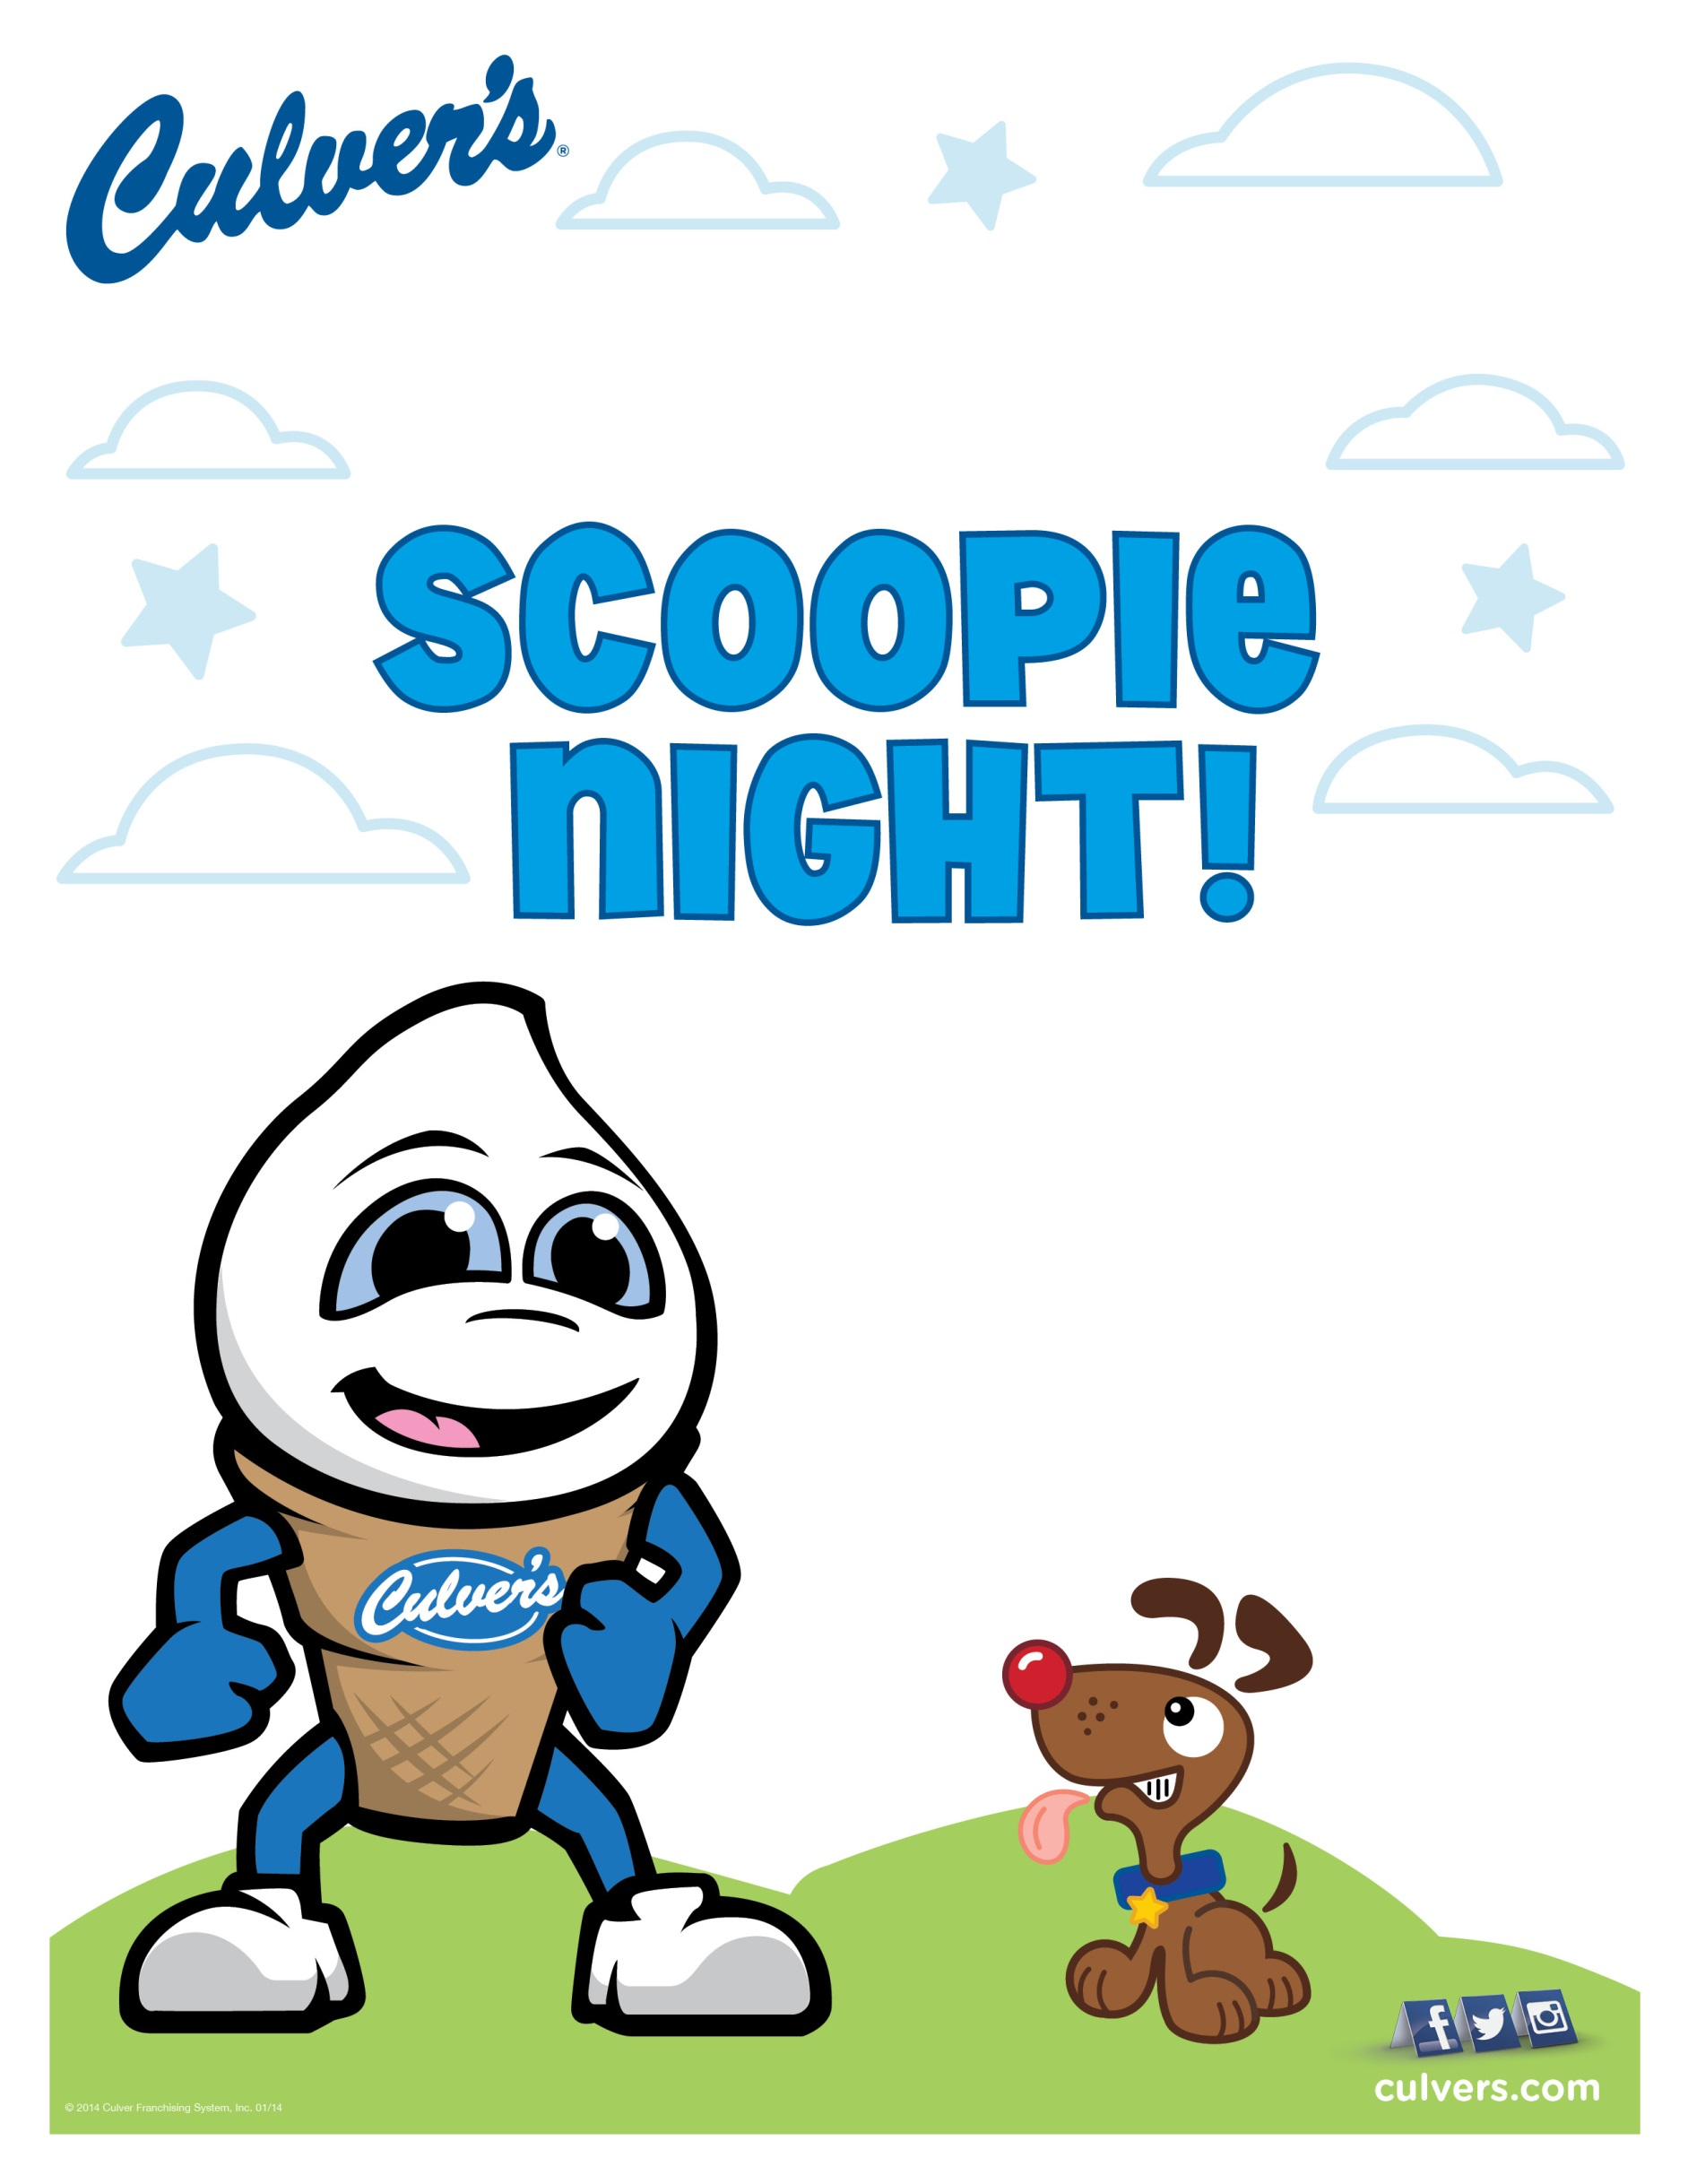 Culver's®
SCOOPIE
NIGHT!
Culver's
culvers.com
© 2014 Culver Franchising System, Inc. 01/14